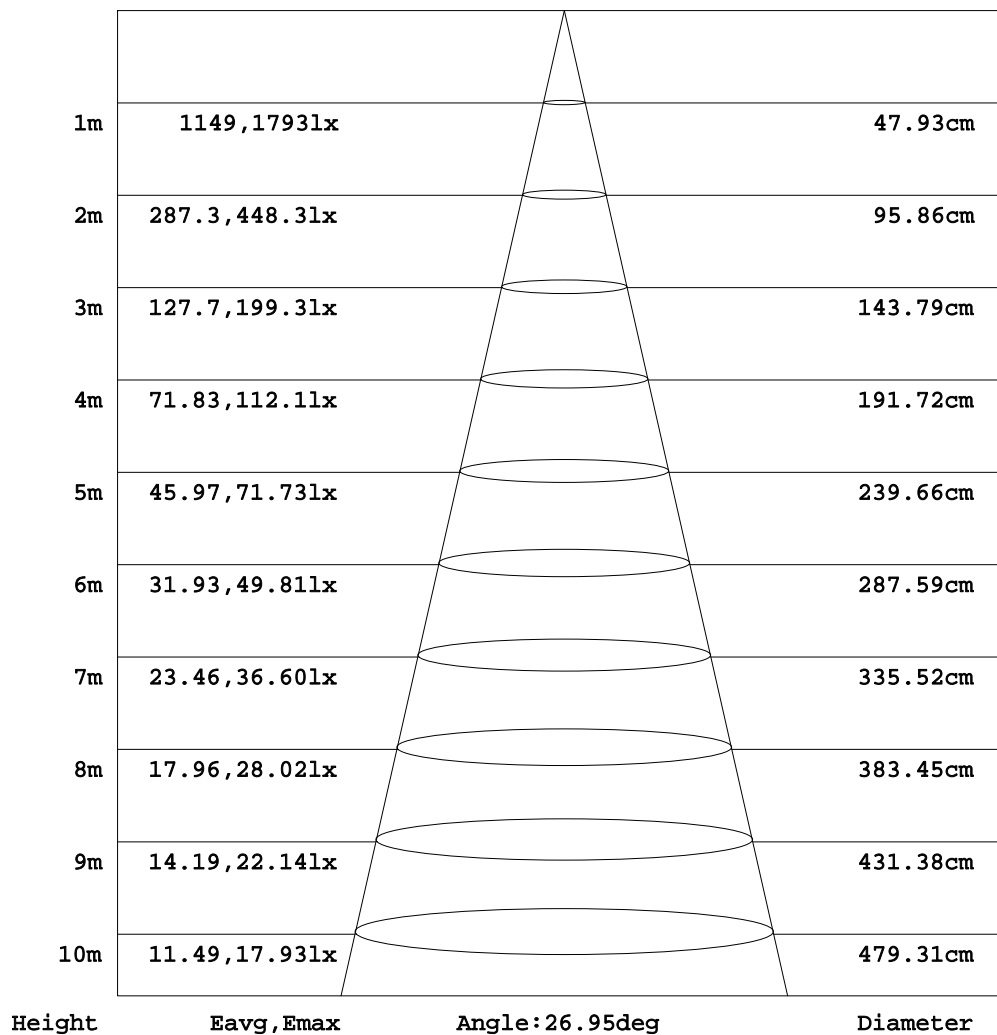 1m 1149,1793lx 47.93cm
2m 287.3,448.3lx 95.86cm
3m 127.7,199.3lx 143.79cm
4m 71.83,112.1lx 191.72cm
5m 45.97,71.73lx 239.66cm
6m 31.93,49.81lx 287.59cm
7m 23.46,36.60lx 335.52cm
8m 17.96,28.02lx 383.45cm
9m 14.19,22.14lx 431.38cm
10m 11.49,17.93lx 479.31cm
Height Eavg,Emax Angle:26.95deg Diameter